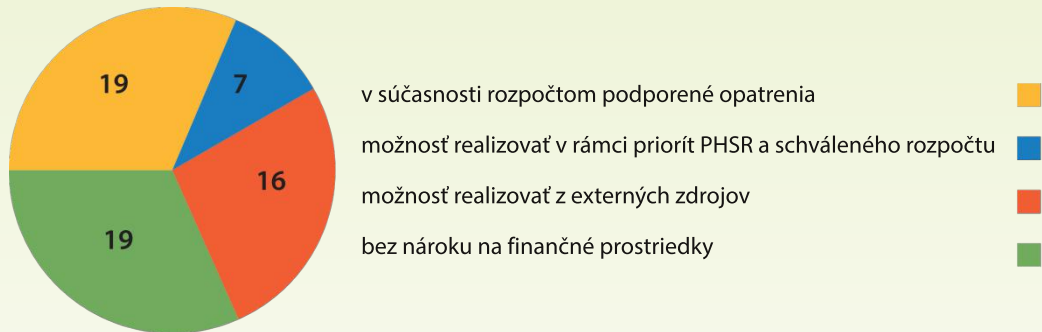 19
7
16
19
v súčasnosti rozpočtom podporené opatrenia
možnosť realizovať v rámci priorít PHSR a schváleného rozpočtu
možnosť realizovať z externých zdrojov
bez nároku na finančné prostriedky